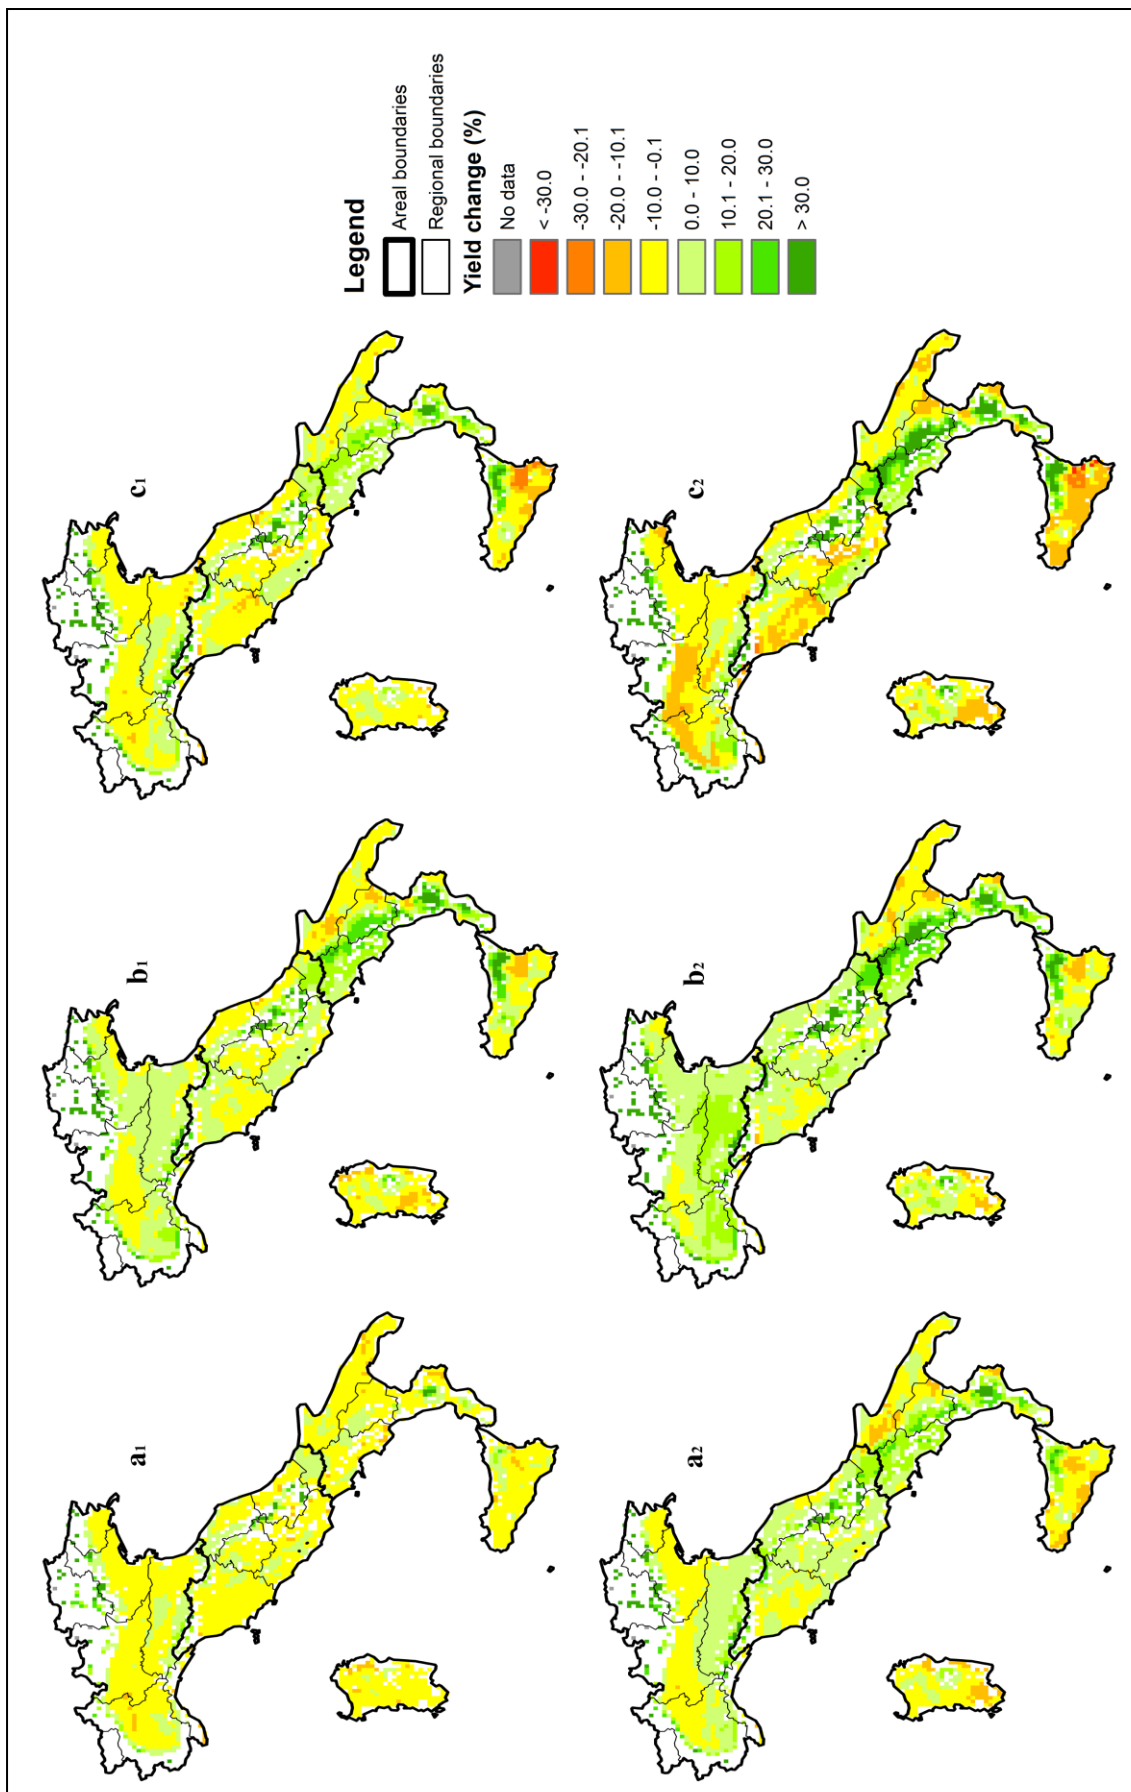 a1
b1
c1
a2
b2
c2
Legend
Areal boundaries
Regional boundaries
Yield change (%)
No data
< -30.0
-30.0 - -20.1
-20.0 - -10.1
-10.0 - -0.1
0.0 - 10.0
10.1 - 20.0
20.1 - 30.0
> 30.0